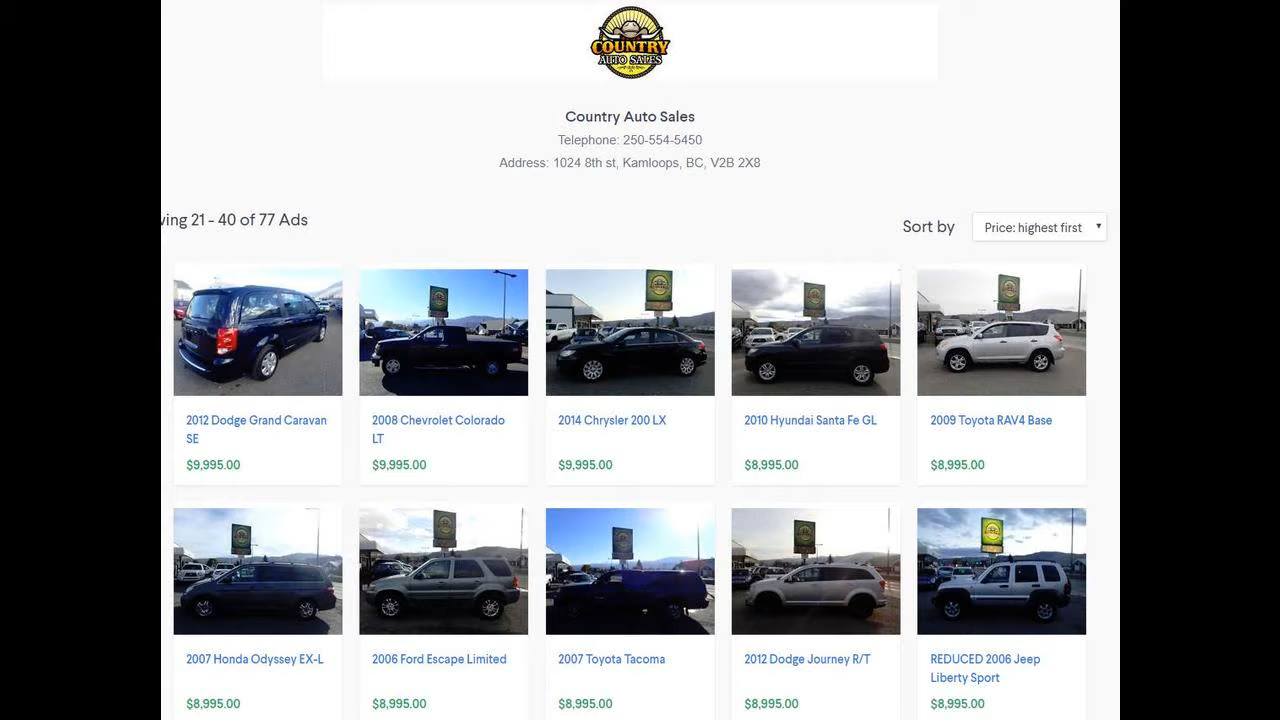 COUNTRY
AUTO SALES
Country Auto Sales
Telephone: 250-554-5450
Address: 1024 8th st, Kamloops, BC, V2B 2X8
ving 21 - 40 of 77 Ads
Sort by
Price: highest first
2012 Dodge Grand Caravan
SE
$9,995.00
2008 Chevrolet Colorado
LT
$9,995.00
2014 Chrysler 200 LX
$9,995.00
2010 Hyundai Santa Fe GL
$8,995.00
2009 Toyota RAV4 Base
$8,995.00
2007 Honda Odyssey EX-L
$8,995.00
2006 Ford Escape Limited
$8,995.00
2007 Toyota Tacoma
$8,995.00
2012 Dodge Journey R/T
$8,995.00
REDUCED 2006 Jeep
Liberty Sport
$8,995.00